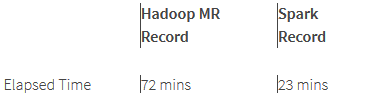 Hadoop MR Spark
Record Record
Elapsed Time 72 mins 23 mins